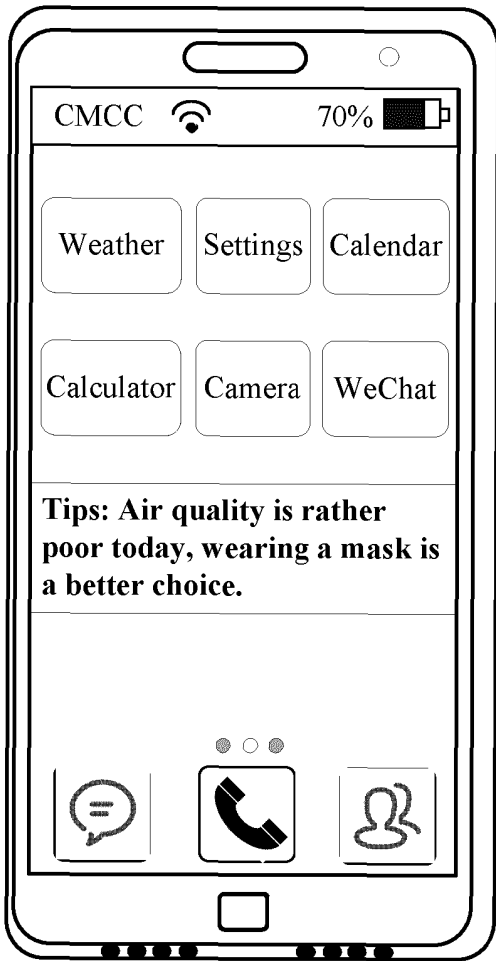 CMCC 70%
Weather Settings Calendar
Calculator Camera WeChat
Tips: Air quality is rather
poor today, wearing a mask is
a better choice.